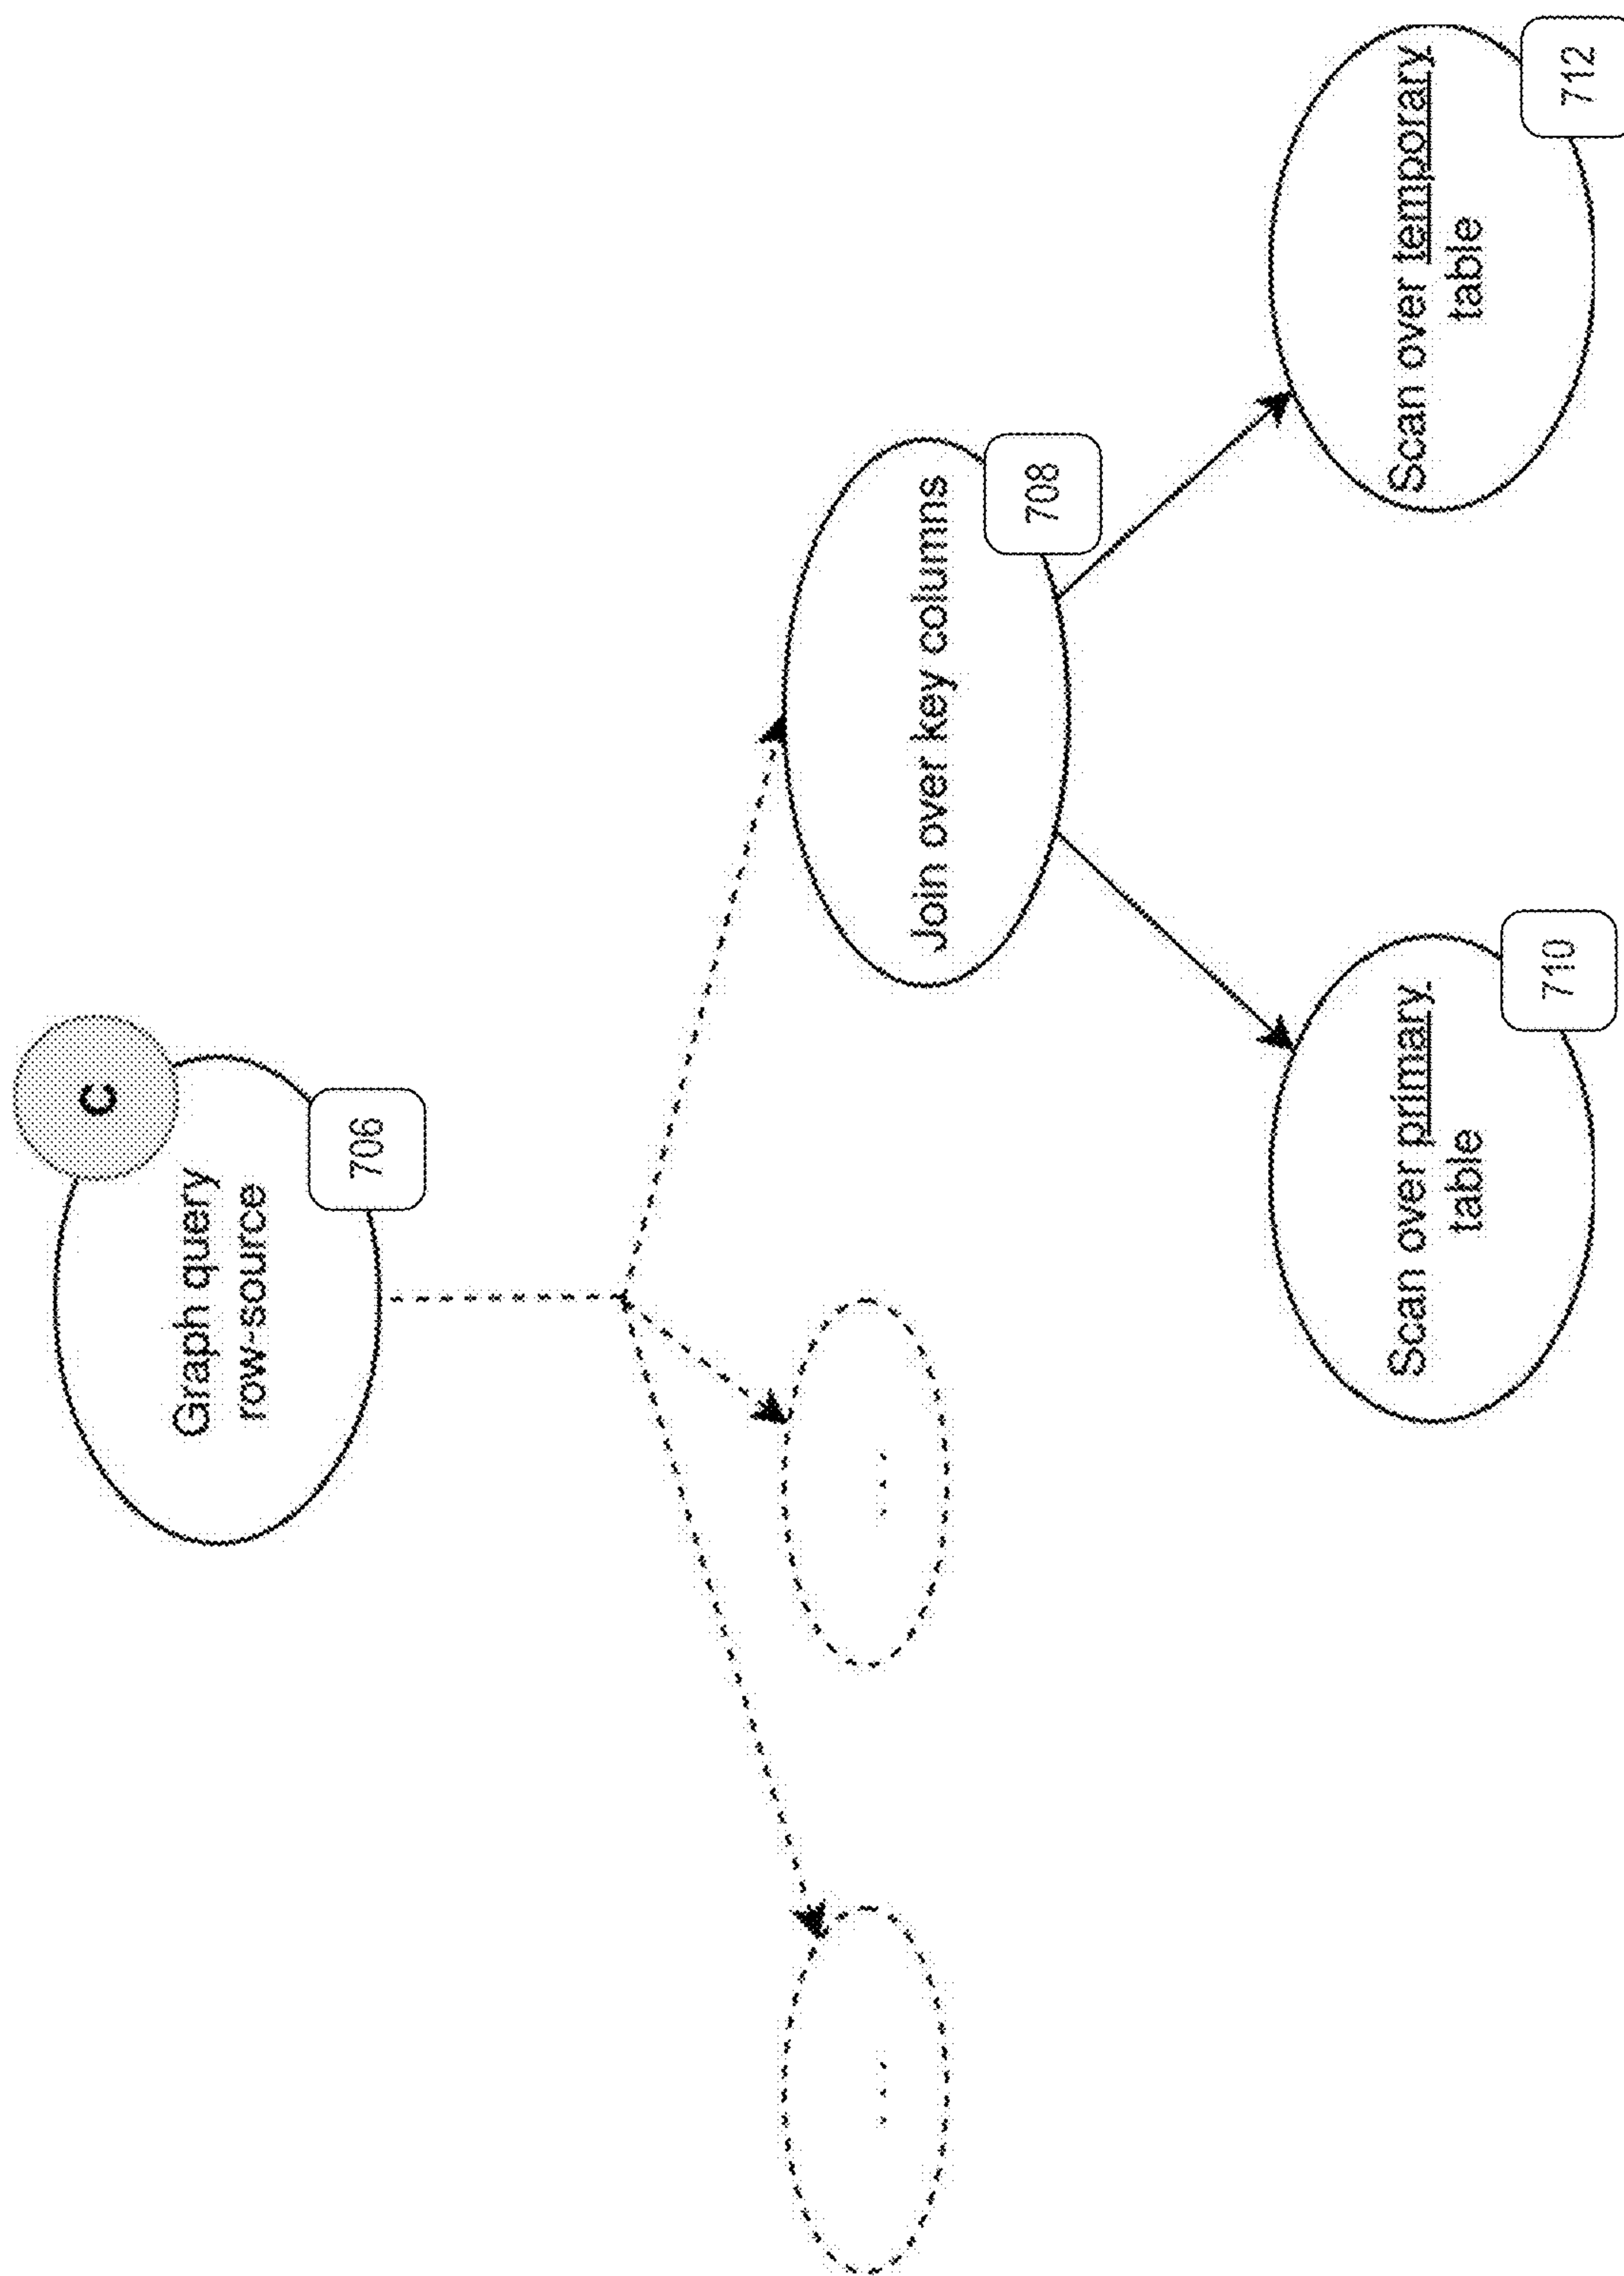 C
Graph query
row-source
706
Join over key columns
708
...
...
Scan over primary
table
710
Scan over temporary
table
712